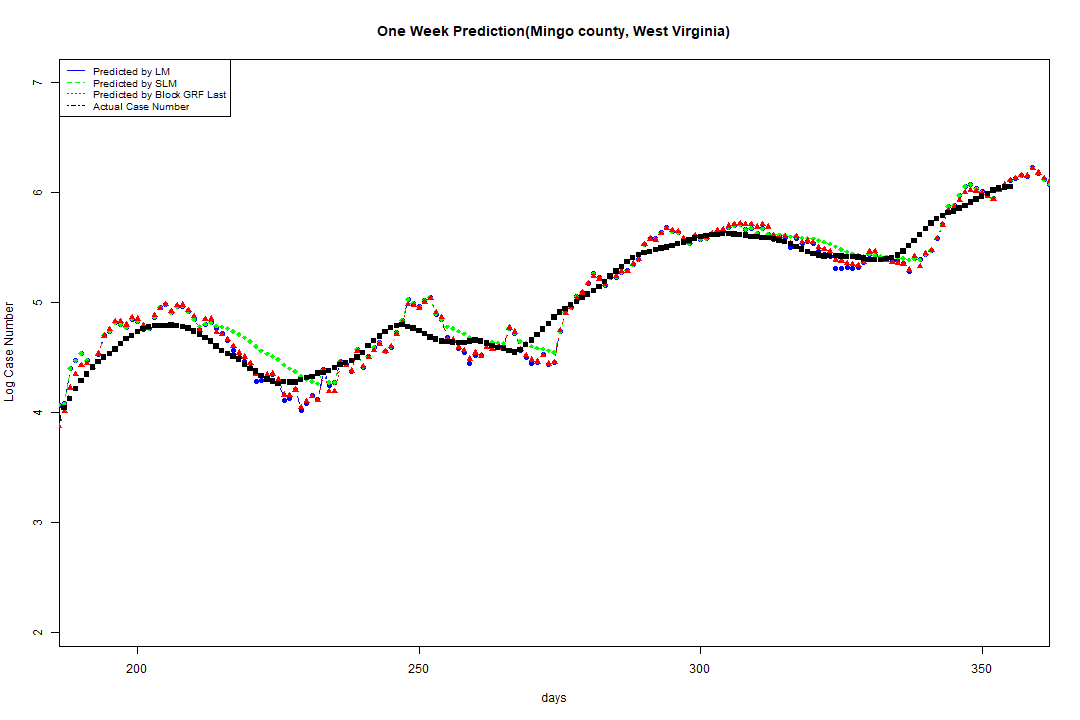 One Week Prediction(Mingo county, West Virginia)
Predicted by LM
Predicted by SLM
Predicted by Block GRF Last
Actual Case Number
7
6
5
4
3
2
Log Case Number
200 250 300 350
days